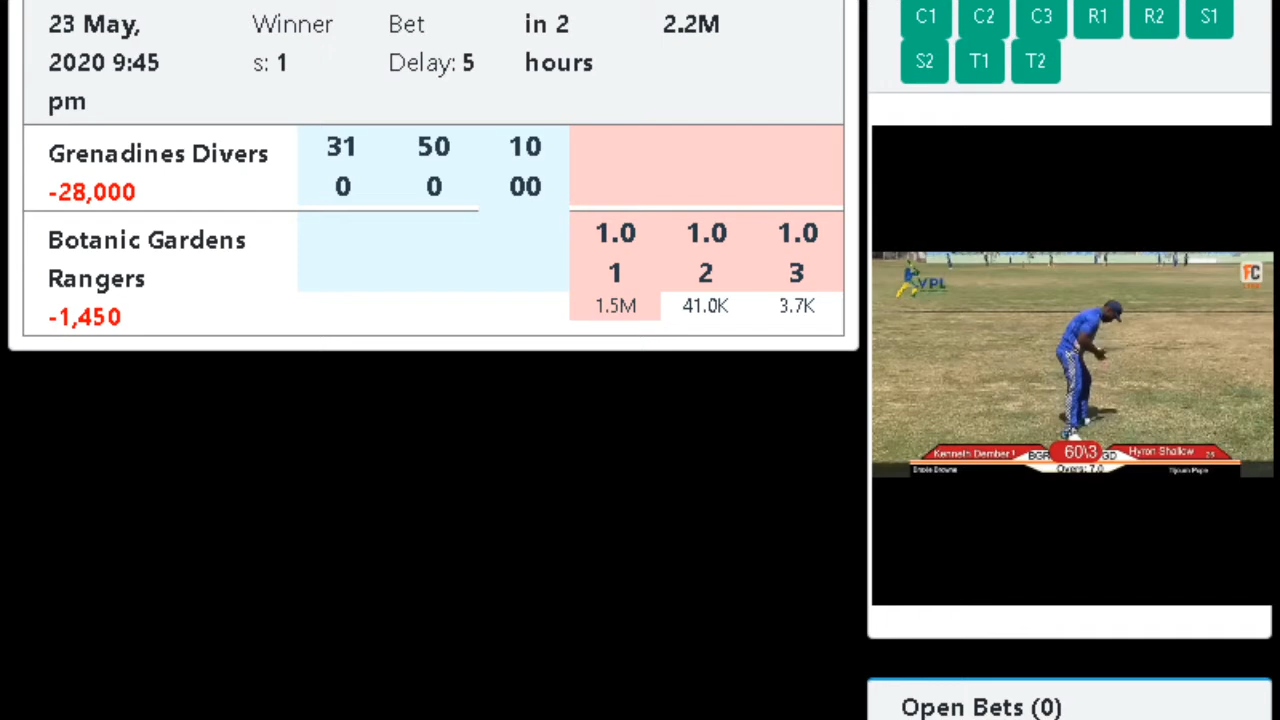 23 May,
2020 9:45
pm
Winner
s: 1
Bet
Delay: 5
in 2
hours
2.2M
Grenadines Divers
-28,000
31
0
50
0
10
00
Botanic Gardens
Rangers
-1,450
1.0
1
1.5M
1.0
2
41.0K
1.0
3
3.7K
C1 C2 C3 R1 R2 S1
S2 T1 T2
VPL
FC
Kenneth Dember BGR 60\3 GD Hyron Shallow
Overs: 7.0
Open Bets (0)